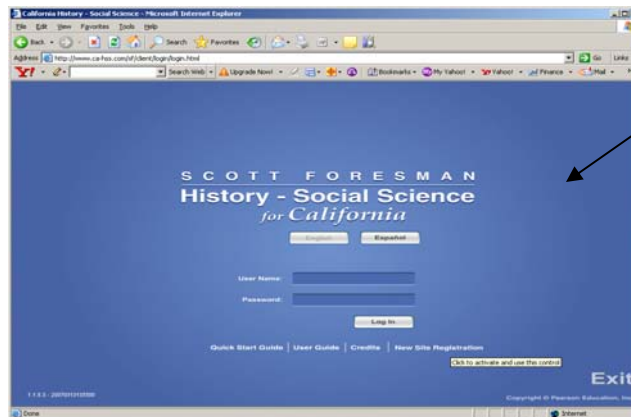 California History - Social Science - Microsoft Internet Explorer
File Edit View Favorites Tools Help
Back Search Favorites
Address http://www.ca-hss.com/sf/client/login/login.html Go Links
Y! Search Web Upgrade Now! Bookmarks My Yahoo! Yahoo! Finance Mail
SCOTT FORESMAN
History - Social Science
for California
English Español
User Name:
Password:
Log In
Quick Start Guide | User Guide | Credits | New Site Registration
Click to activate and use this control
Exit
Copyright © Pearson Education, Inc
Done Internet